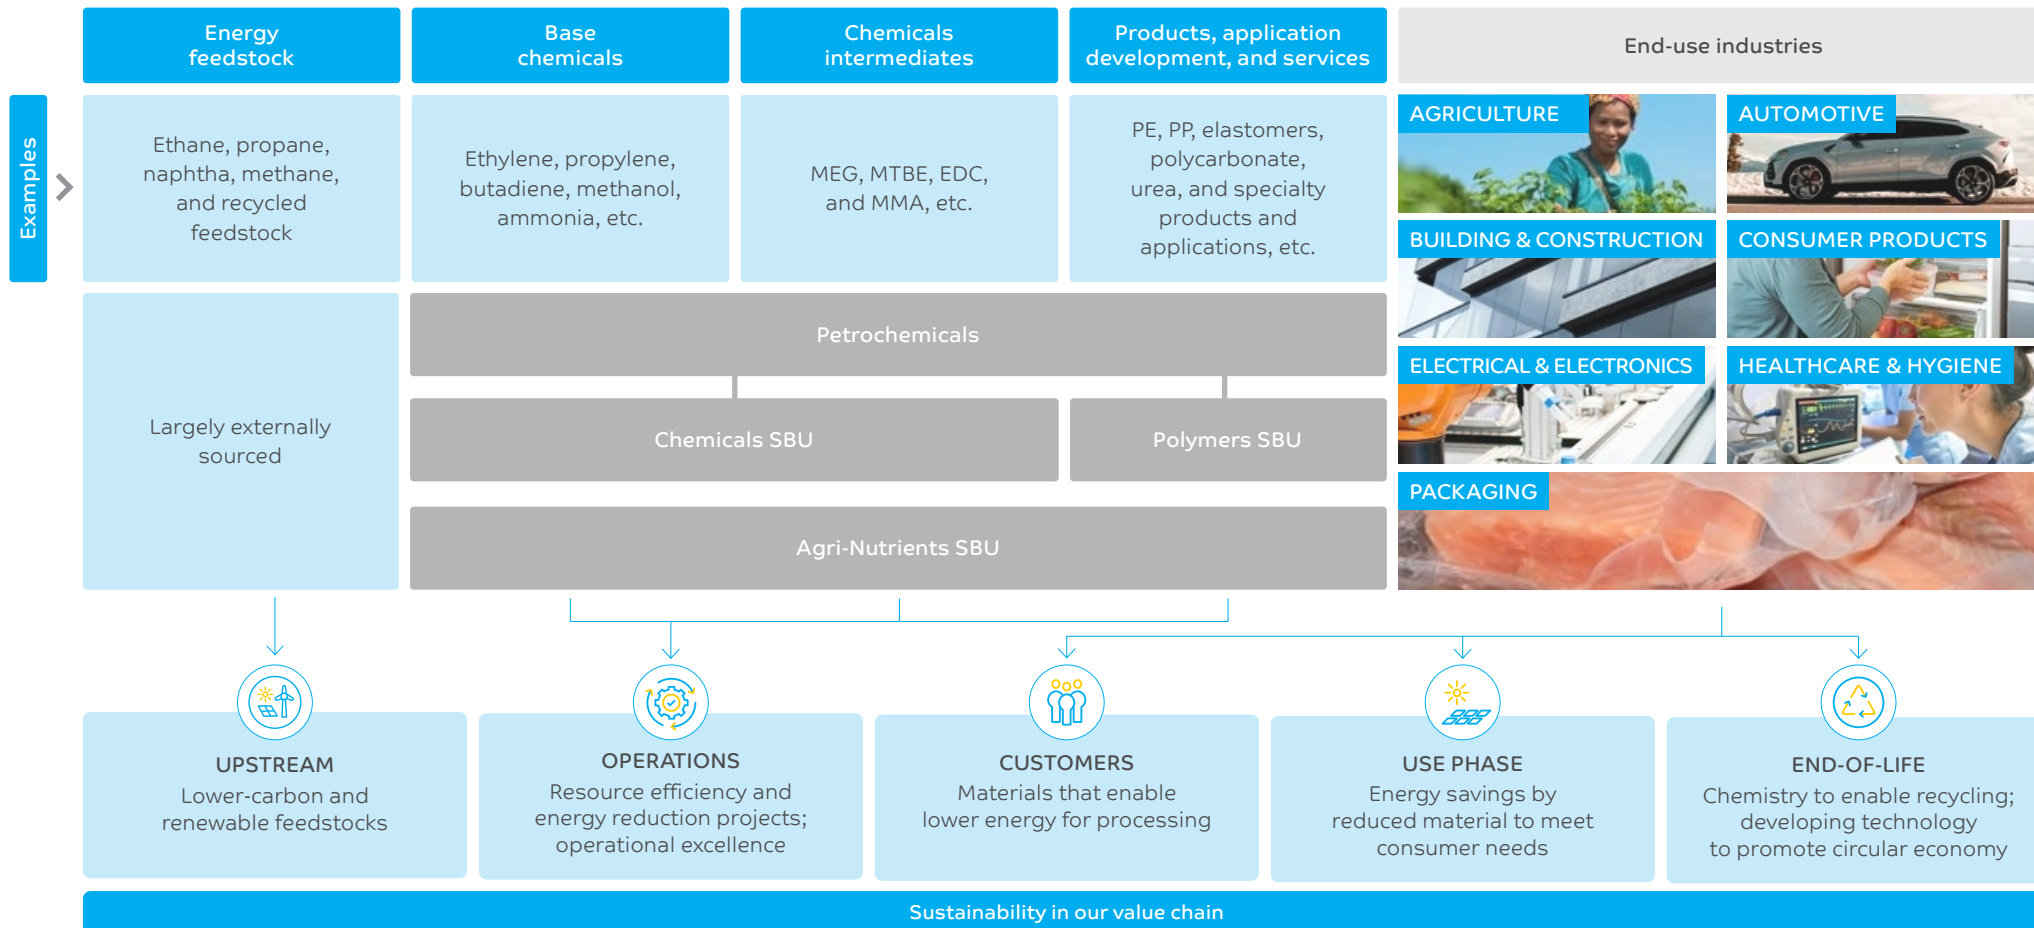 Energy
feedstock
Base
chemicals
Chemicals
intermediates
Products, application
development, and services
End-use industries
Examples
Ethane, propane,
naphtha, methane,
and recycled
feedstock
Ethylene, propylene,
butadiene, methanol,
ammonia, etc.
MEG, MTBE, EDC,
and MMA, etc.
PE, PP, elastomers,
polycarbonate,
urea, and specialty
products and
applications, etc.
AGRICULTURE
AUTOMOTIVE
BUILDING & CONSTRUCTION
CONSUMER PRODUCTS
ELECTRICAL & ELECTRONICS
HEALTHCARE & HYGIENE
PACKAGING
Largely externally
sourced
Petrochemicals
Chemicals SBU
Polymers SBU
Agri-Nutrients SBU
UPSTREAM
Lower-carbon and
renewable feedstocks
OPERATIONS
Resource efficiency and
energy reduction projects;
operational excellence
CUSTOMERS
Materials that enable
lower energy for processing
USE PHASE
Energy savings by
reduced material to meet
consumer needs
END-OF-LIFE
Chemistry to enable recycling;
developing technology
to promote circular economy
Sustainability in our value chain